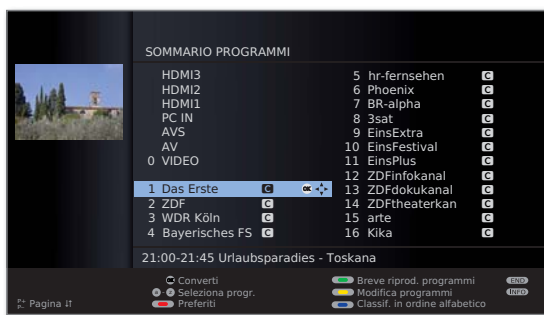 SOMMARIO PROGRAMMI
HDMI3
HDMI2
HDMI1
PC IN
AVS
AV
0 VIDEO
1 Das Erste C OK
2 ZDF C
3 WDR Köln C
4 Bayerisches FS C
5 hr-fernsehen C
6 Phoenix C
7 BR-alpha C
8 3sat C
9 EinsExtra C
10 EinsFestival C
11 EinsPlus C
12 ZDFinfokanal C
13 ZDFdokukanal C
14 ZDFtheaterkan C
15 arte C
16 Kika C
21:00-21:45 Urlaubsparadies - Toskana
P+ P- Pagina
OK Converti
0-9 Seleziona progr.
Preferiti
Breve riprod. programmi END
Modifica programmi INFO
Classif. in ordine alfabetico